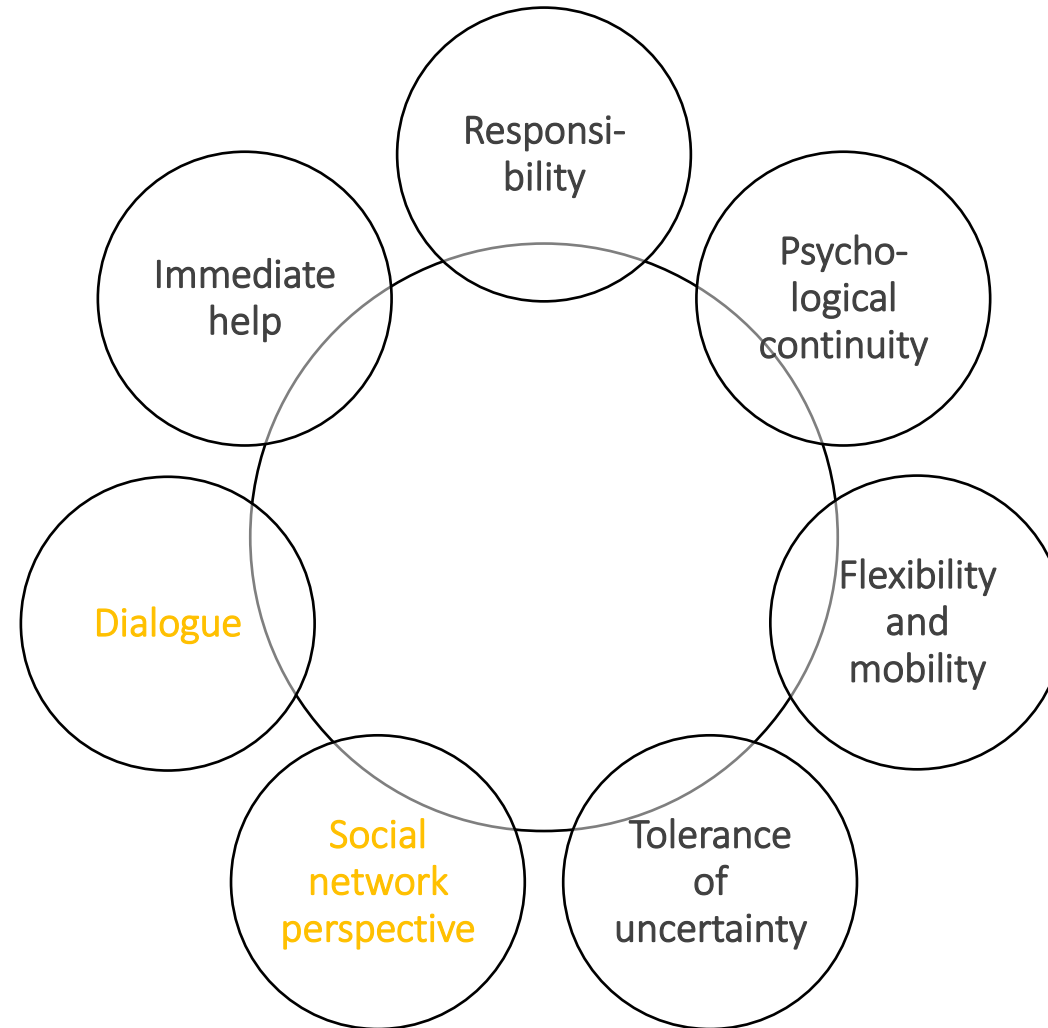 Responsi-
bility
Psycho-
logical
continuity
Flexibility
and
mobility
Tolerance
of
uncertainty
Social
network
perspective
Dialogue
Immediate
help